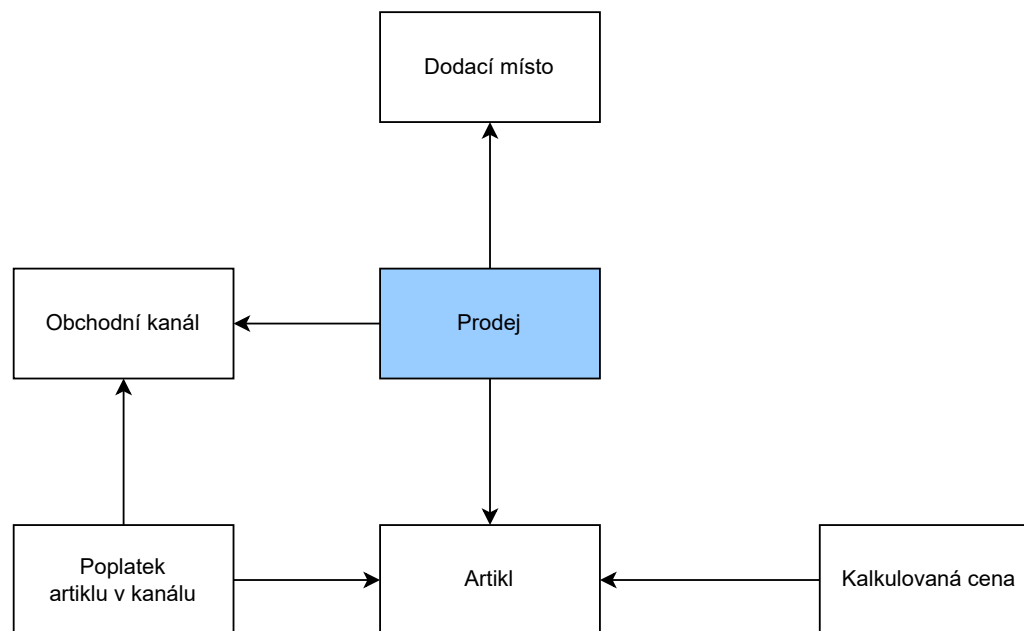 Dodací místo
Obchodní kanál
Prodej
Poplatek
artiklu v kanálu
Artikl
Kalkulovaná cena